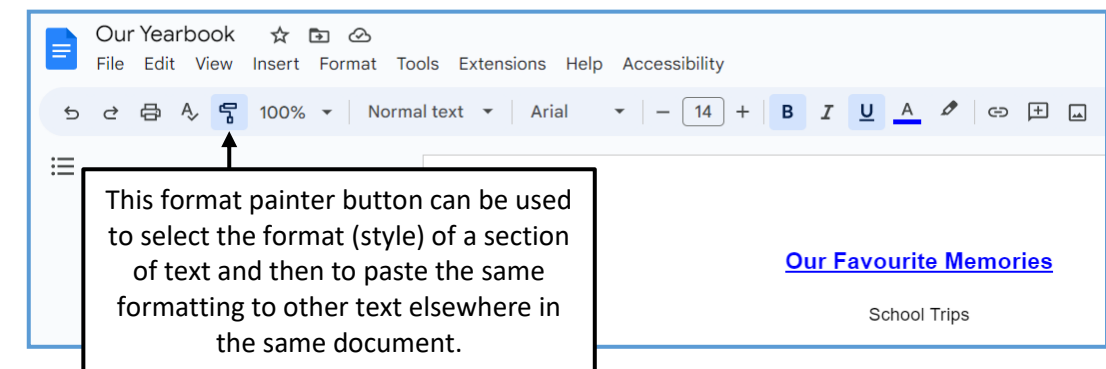 Our Yearbook
File Edit View Insert Format Tools Extensions Help Accessibility
100% Normal text Arial − 14 + B I U A
This format painter button can be used
to select the format (style) of a section
of text and then to paste the same
formatting to other text elsewhere in
the same document.
Our Favourite Memories
School Trips